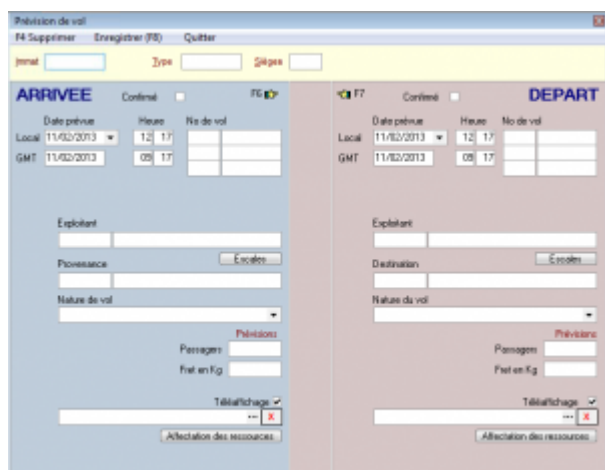 Prévision de vol
F4 Supprimer Enregistrer (F8) Quitter
Immat Type Sièges
ARRIVEE Confirmé F6
Date prévue Heure No de vol
Local 11/02/2013 12 17
GMT 11/02/2013 09 17
Exploitant
Escales
Provenance
Nature de vol
Prévisions
Passagers
Fret en Kg
Téléaffichage
... X
Affectation des ressources
F7 Confirmé DEPART
Date prévue Heure No de vol
Local 11/02/2013 12 17
GMT 11/02/2013 09 17
Exploitant
Escales
Destination
Nature du vol
Prévisions
Passagers
Fret en Kg
Téléaffichage
... X
Affectation des ressources